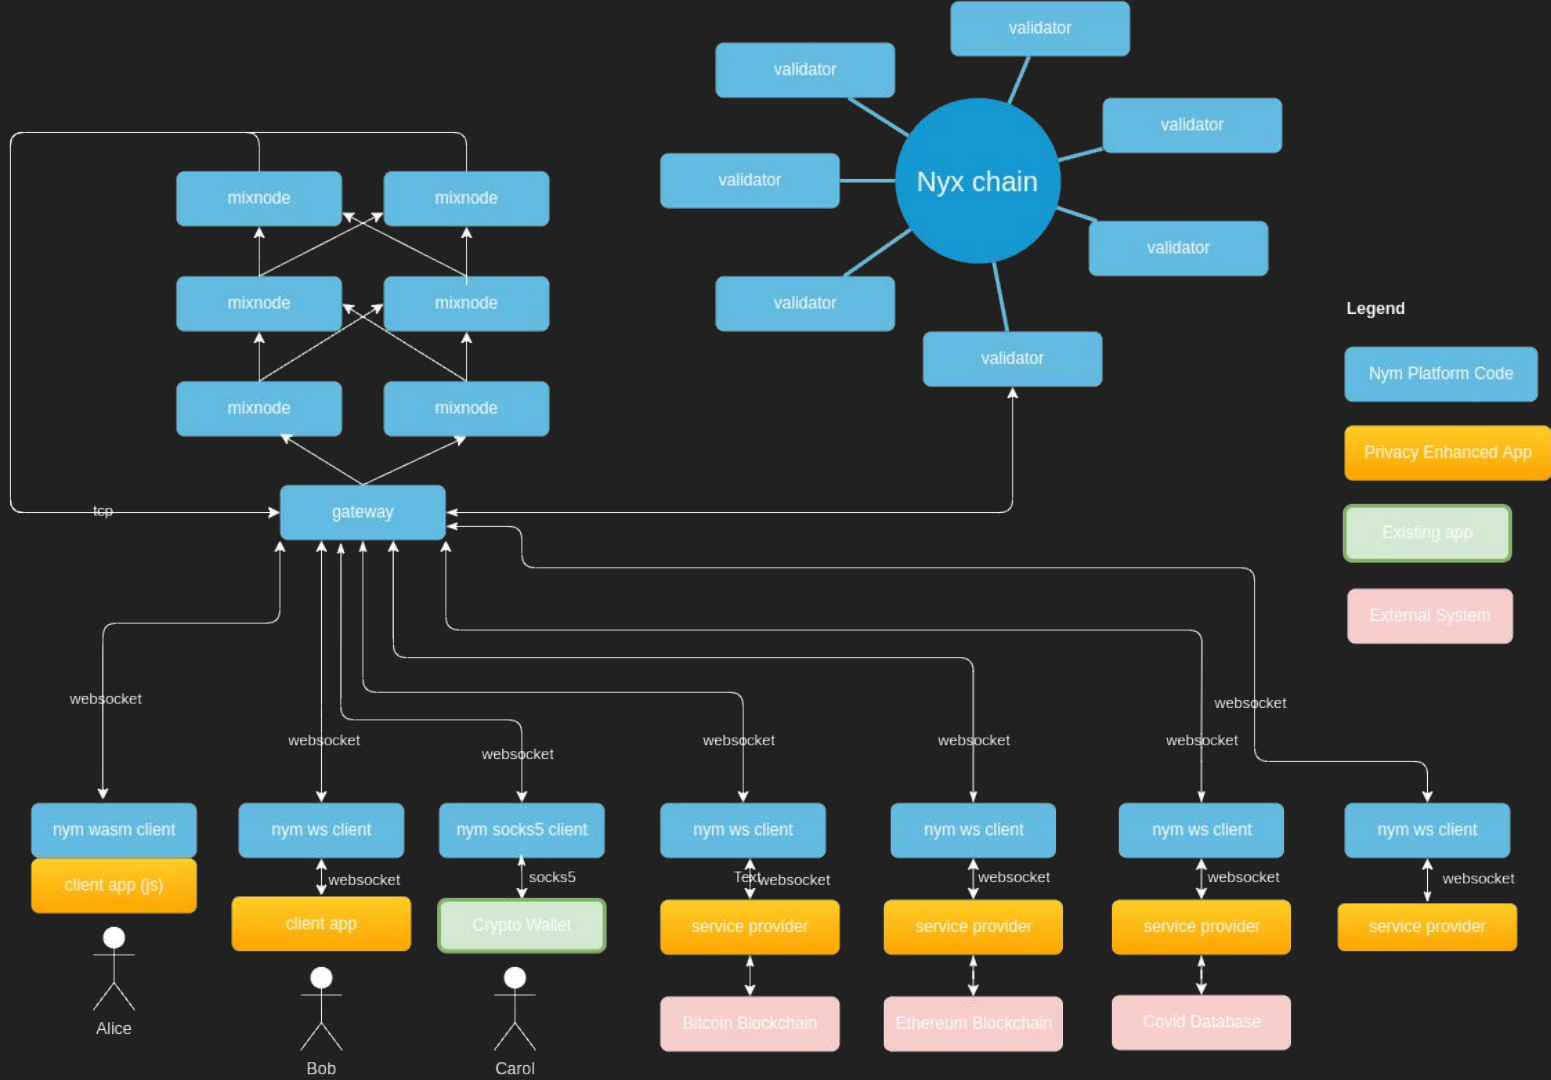 validator
validator
validator
validator
Nyx chain
mixnode
mixnode
validator
validator
mixnode
mixnode
validator
Legend
validator
Nym Platform Code
mixnode
mixnode
Privacy Enhanced App
tcp
gateway
Existing app
External System
websocket
websocket
websocket
websocket
websocket
websocket
websocket
nym wasm client
nym ws client
nym socks5 client
nym ws client
nym ws client
nym ws client
nym ws client
client app (js)
websocket
socks5
Text
websocket
websocket
websocket
websocket
client app
Crypto Wallet
service provider
service provider
service provider
service provider
Alice
Bitcoin Blockchain
Ethereum Blockchain
Covid Database
Bob
Carol